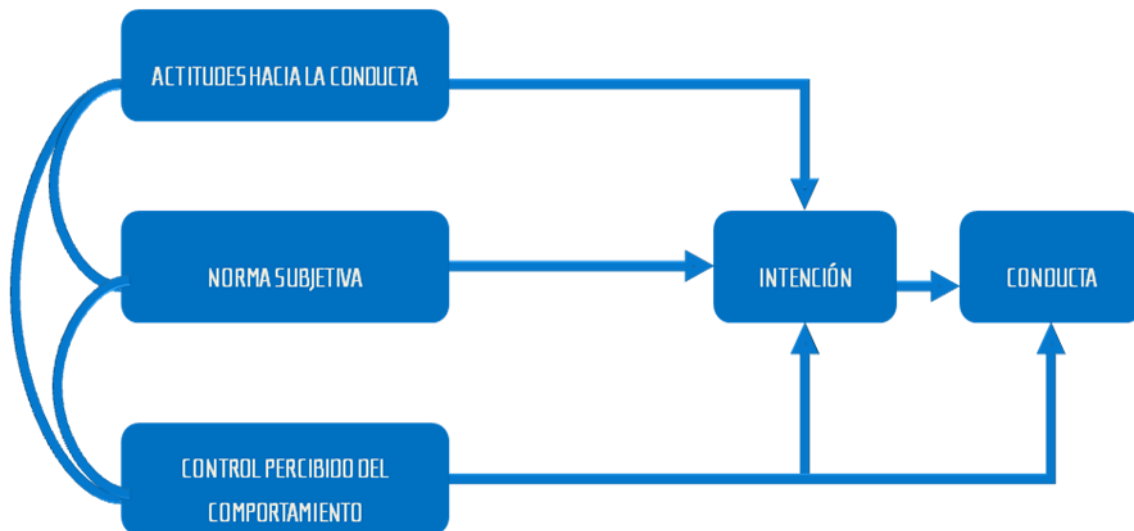 ACTITUDES HACIA LA CONDUCTA
NORMA SUBJETIVA
INTENCIÓN
CONDUCTA
CONTROL PERCIBIDO DEL
COMPORTAMIENTO